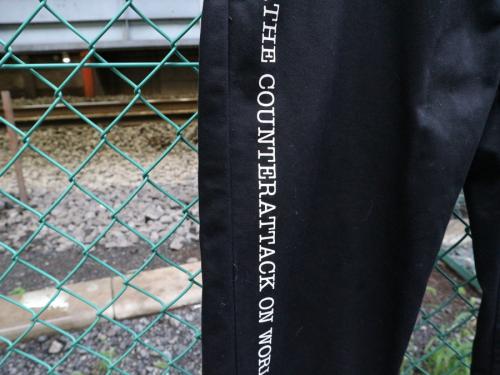 THE COUNTERATTACK ON